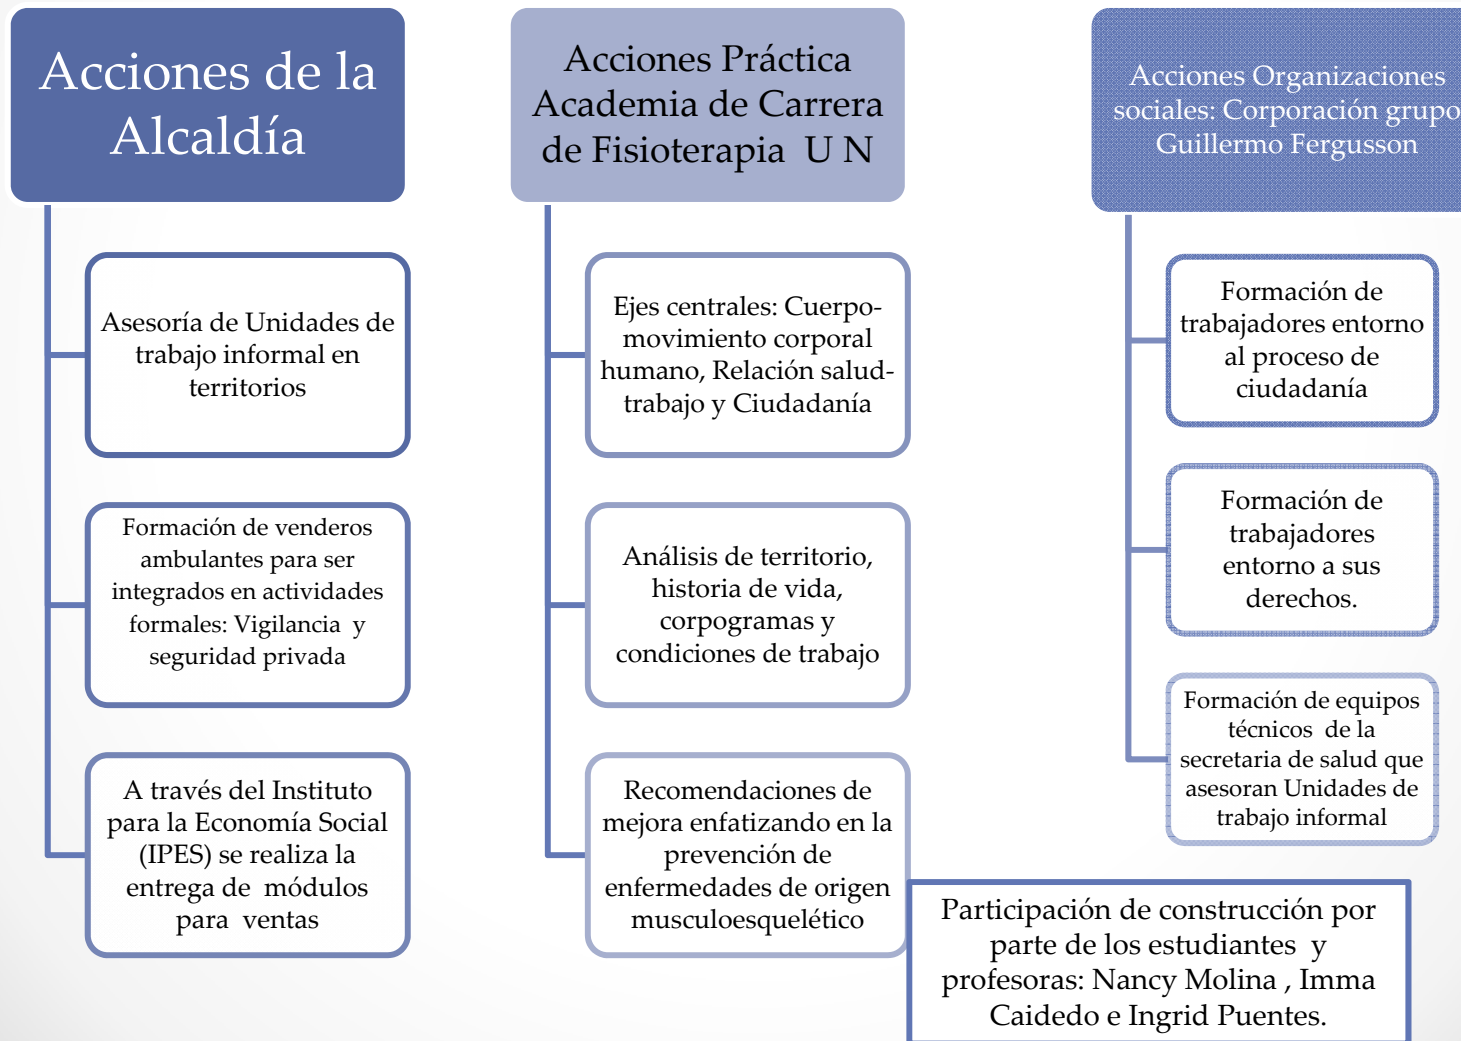 Acciones de la
Alcaldía
Asesoría de Unidades de
trabajo informal en
territorios
Formación de venderos
ambulantes para ser
integrados en actividades
formales: Vigilancia y
seguridad privada
A través del Instituto
para la Economía Social
(IPES) se realiza la
entrega de módulos
para ventas
Acciones Práctica
Academia de Carrera
de Fisioterapia U N
Ejes centrales: Cuerpo-
movimiento corporal
humano, Relación salud-
trabajo y Ciudadanía
Análisis de territorio,
historia de vida,
corpogramas y
condiciones de trabajo
Recomendaciones de
mejora enfatizando en la
prevención de
enfermedades de origen
musculoesquelético
Acciones Organizaciones
sociales: Corporación grupo
Guillermo Fergusson
Formación de
trabajadores entorno
al proceso de
ciudadanía
Formación de
trabajadores
entorno a sus
derechos.
Formación de equipos
técnicos de la
secretaria de salud que
asesoran Unidades de
trabajo informal
Participación de construcción por
parte de los estudiantes y
profesoras: Nancy Molina , Imma
Caidedo e Ingrid Puentes.